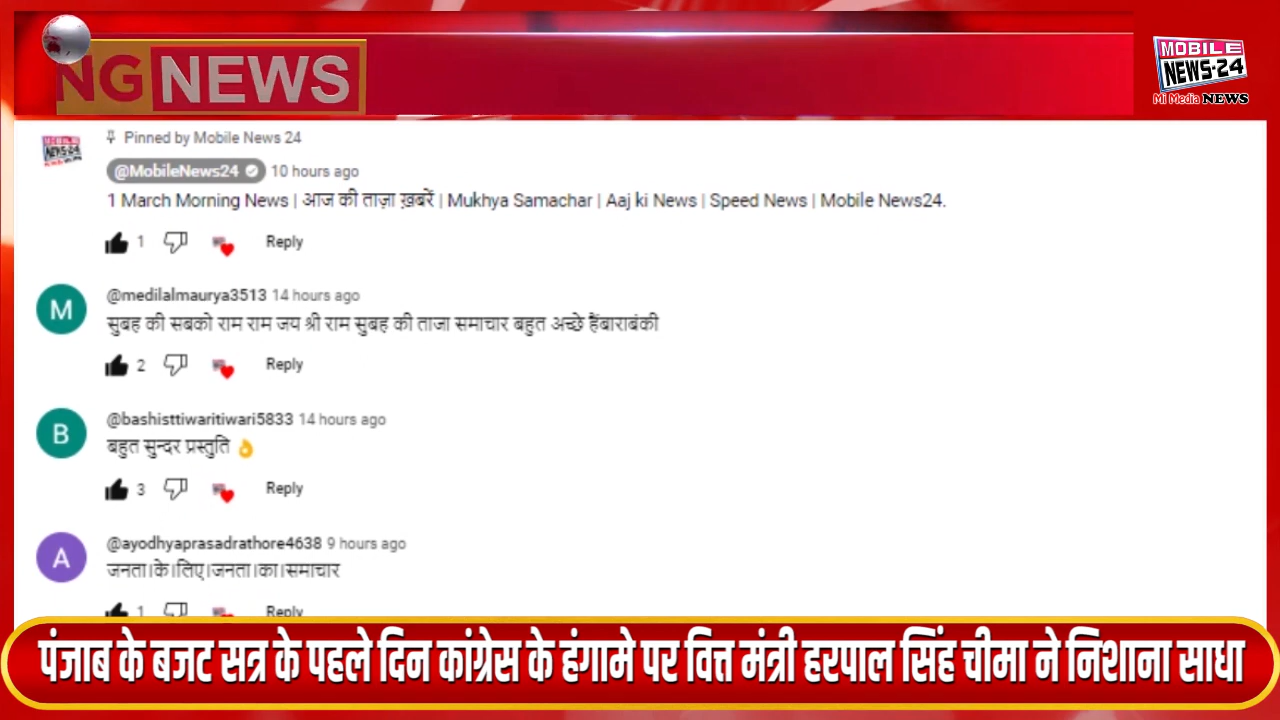 NG NEWS
MOBILE
NEWS-24
Mi Media NEWS
Pinned by Mobile News 24
@MobileNews24 10 hours ago
1 March Morning News | आज की ताज़ा ख़बरें | Mukhya Samachar | Aaj ki News | Speed News | Mobile News24.
1 Reply
M
@medilalmaurya3513 14 hours ago
सुबह की सबको राम राम जय श्री राम सुबह की ताजा समाचार बहुत अच्छे हैंबाराबंकी
2 Reply
B
@bashisttiwaritiwari5833 14 hours ago
बहुत सुन्दर प्रस्तुति 👌
3 Reply
A
@ayodhyaprasadrathore4638 9 hours ago
जनता।के।लिए।जनता।का।समाचार
1 Reply
पंजाब के बजट सत्र के पहले दिन कांग्रेस के हंगामे पर वित्त मंत्री हरपाल सिंह चीमा ने निशाना साधा